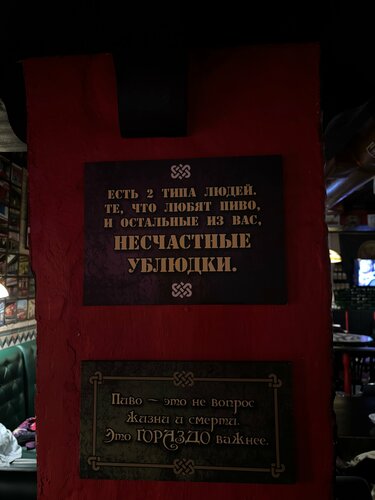 ЕСТЬ 2 ТИПА ЛЮДЕЙ.
ТЕ, ЧТО ЛЮБЯТ ПИВО,
И ОСТАЛЬНЫЕ ИЗ ВАС,
НЕСЧАСТНЫЕ
УБЛЮДКИ.
Пиво – это не вопрос
жизни и смерти.
Это ГОРАЗДО важнее.